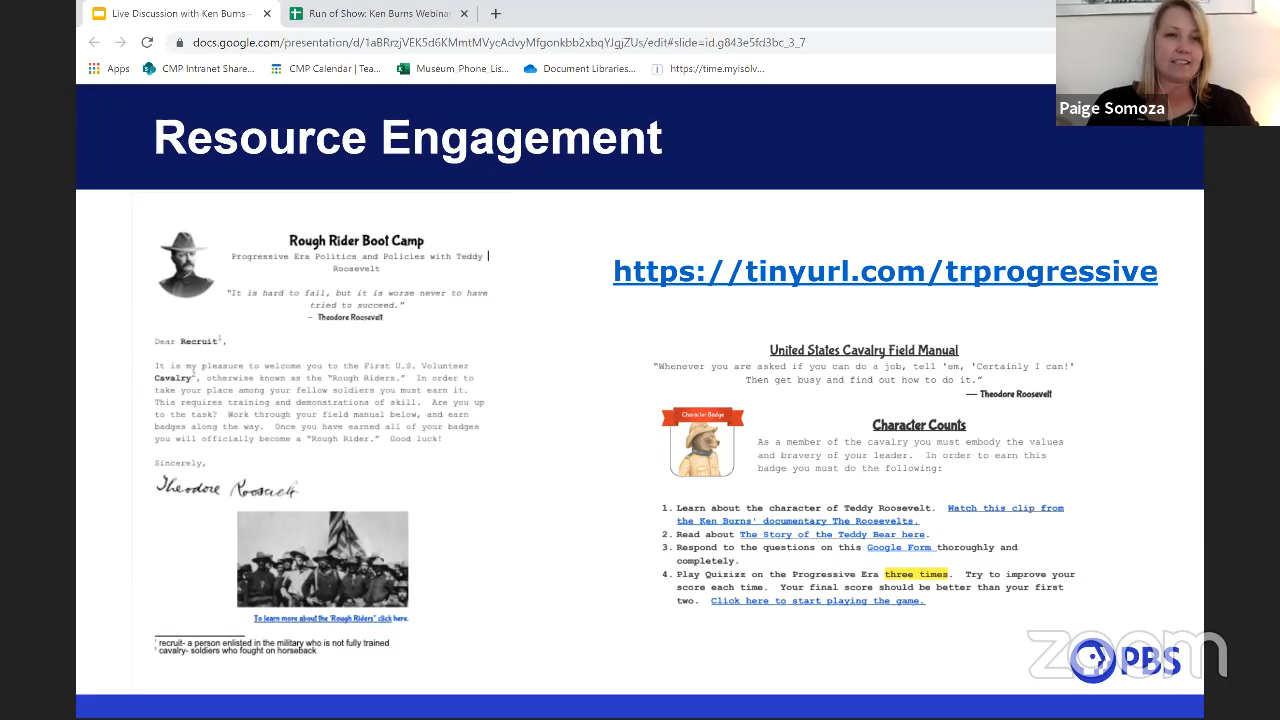 Live Discussion with Ken Burns -
Run of Show: Ken Burns Webinar
docs.google.com/presentation/d/1aBRrzjVEK5d6KMmtMVycAdvyMfgonkbb2xbqYJgjZUs/edit#slide=id.g843e5fd3bc_3_7
Apps
CMP Intranet Share...
CMP Calendar | Tea...
Museum_Phone_Lis...
Document Libraries...
https://time.myisolv...
Paige Somoza
Resource Engagement
Rough Rider Boot Camp
Progressive Era Politics and Policies with Teddy
Roosevelt
"It is hard to fail, but it is worse never to have
tried to succeed."
— Theodore Roosevelt
Dear Recruit1,
It is my pleasure to welcome you to the First U.S. Volunteer
Cavalry2, otherwise known as the "Rough Riders." In order to
take your place among your fellow soldiers you must earn it.
This requires training and demonstrations of skill. Are you up
to the task? Work through your field manual below, and earn
badges along the way. Once you have earned all of your badges
you will officially become a "Rough Rider." Good luck!
Sincerely,
Theodore Roosevelt
To learn more about the "Rough Riders" click here.
1 recruit- a person enlisted in the military who is not fully trained
2 cavalry- soldiers who fought on horseback
https://tinyurl.com/trprogressive
United States Cavalry Field Manual
"Whenever you are asked if you can do a job, tell 'em, 'Certainly I can!'
Then get busy and find out how to do it."
— Theodore Roosevelt
Character Badge
Character Counts
As a member of the cavalry you must embody the values
and bravery of your leader. In order to earn this
badge you must do the following:
1. Learn about the character of Teddy Roosevelt. Watch this clip from
the Ken Burns' documentary The Roosevelts.
2. Read about The Story of the Teddy Bear here.
3. Respond to the questions on this Google Form thoroughly and
completely.
4. Play Quizizz on the Progressive Era three times. Try to improve your
score each time. Your final score should be better than your first
two. Click here to start playing the game.
zoom
PBS